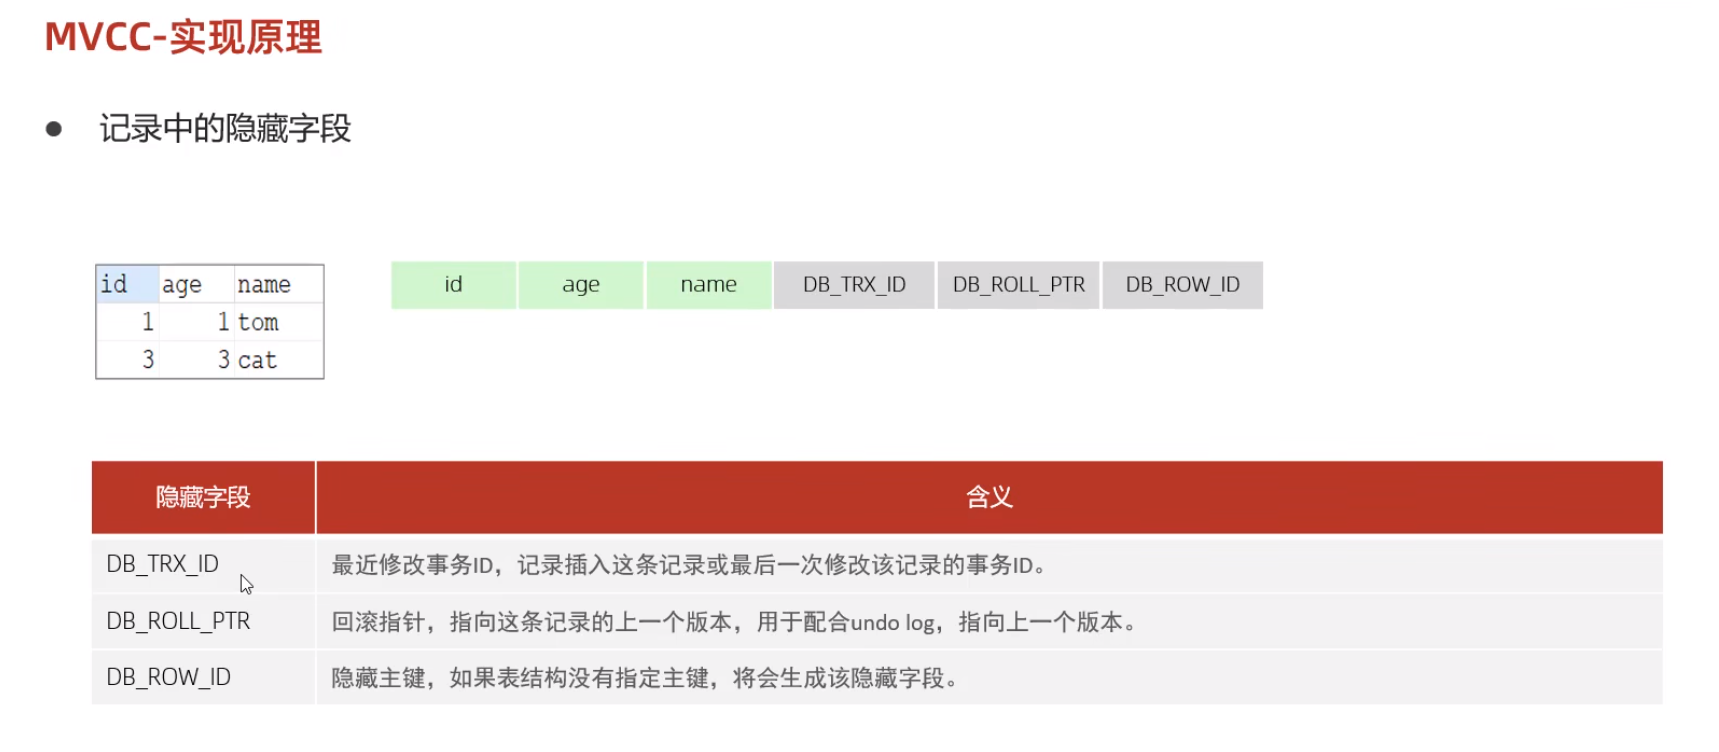 MVCC-实现原理
● 记录中的隐藏字段
id age name
1 1 tom
3 3 cat
id age name DB_TRX_ID DB_ROLL_PTR DB_ROW_ID
隐藏字段 含义
DB_TRX_ID 最近修改事务ID，记录插入这条记录或最后一次修改该记录的事务ID。
DB_ROLL_PTR 回滚指针，指向这条记录的上一个版本，用于配合undo log，指向上一个版本。
DB_ROW_ID 隐藏主键，如果表结构没有指定主键，将会生成该隐藏字段。